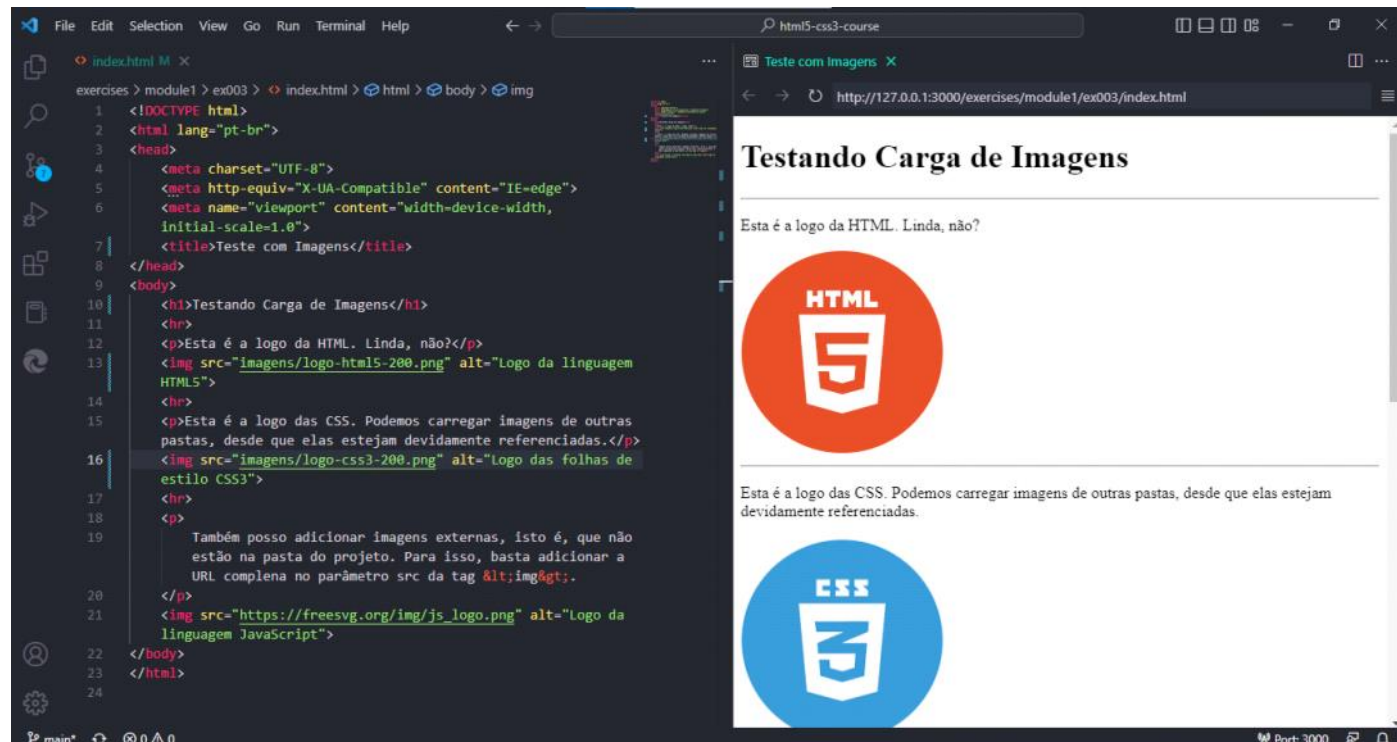 File Edit Selection View Go Run Terminal Help
html5-css3-course
index.html M
exercises > module1 > ex003 > index.html > html > body > img
1 <!DOCTYPE html>
2 <html lang="pt-br">
3 <head>
4 <meta charset="UTF-8">
5 <meta http-equiv="X-UA-Compatible" content="IE=edge">
6 <meta name="viewport" content="width=device-width,
initial-scale=1.0">
7 <title>Teste com Imagens</title>
8 </head>
9 <body>
10 <h1>Testando Carga de Imagens</h1>
11 <hr>
12 <p>Esta é a logo da HTML. Linda, não?</p>
13 <img src="imagens/logo-html5-200.png" alt="Logo da linguagem
HTML5">
14 <hr>
15 <p>Esta é a logo das CSS. Podemos carregar imagens de outras
pastas, desde que elas estejam devidamente referenciadas.</p>
16 <img src="imagens/logo-css3-200.png" alt="Logo das folhas de
estilo CSS3">
17 <hr>
18 <p>
19 Também posso adicionar imagens externas, isto é, que não
estão na pasta do projeto. Para isso, basta adicionar a
URL complena no parâmetro src da tag &lt;img&gt;.
20 </p>
21 <img src="https://freesvg.org/img/js_logo.png" alt="Logo da
linguagem JavaScript">
22 </body>
23 </html>
24
Teste com Imagens
http://127.0.0.1:3000/exercises/module1/ex003/index.html
Testando Carga de Imagens
Esta é a logo da HTML. Linda, não?
HTML
5
Esta é a logo das CSS. Podemos carregar imagens de outras pastas, desde que elas estejam
devidamente referenciadas.
CSS
3
main* 0 0
Port: 3000